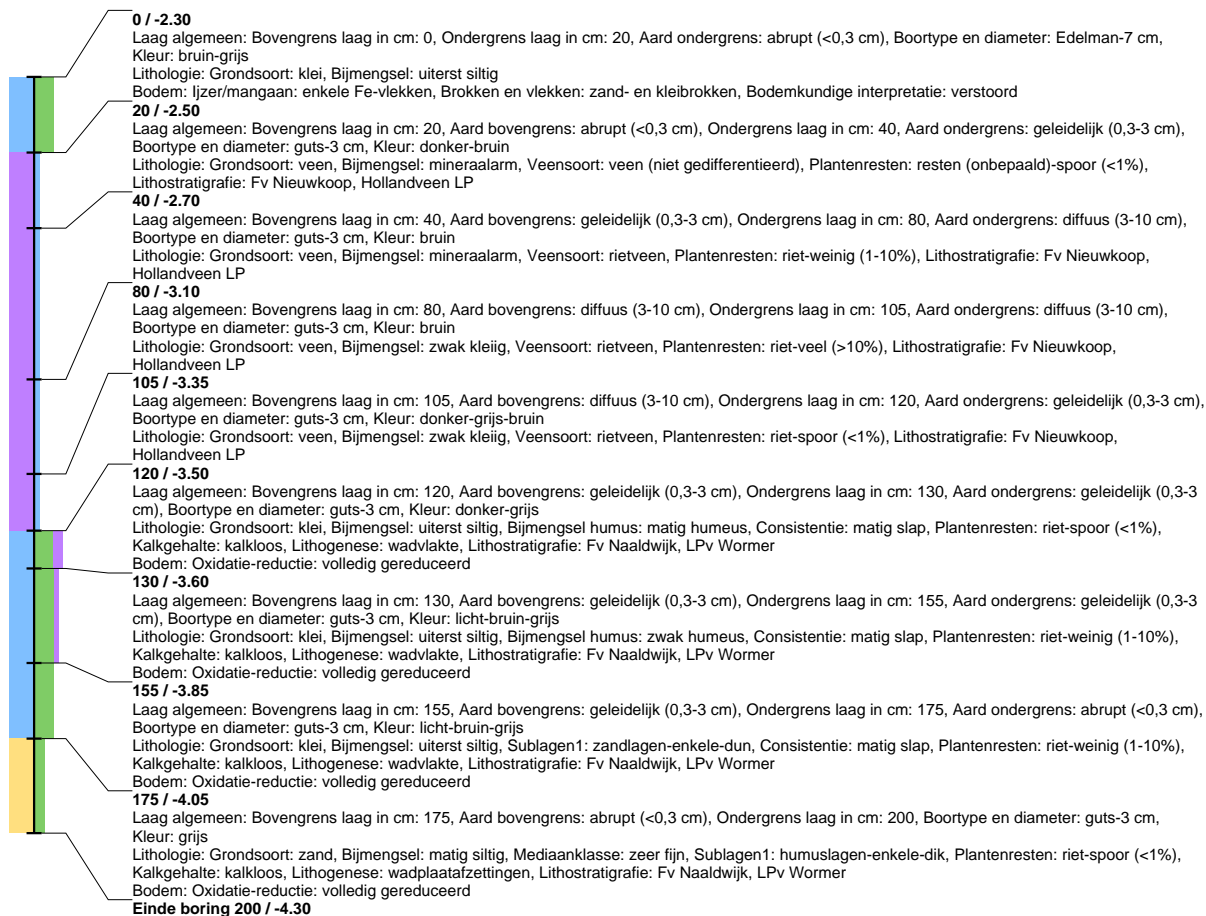 0 / -2.30
Laag algemeen: Bovengrens laag in cm: 0, Ondergrens laag in cm: 20, Aard ondergrens: abrupt (<0,3 cm), Boortype en diameter: Edelman-7 cm,
Kleur: bruin-grijs
Lithologie: Grondsoort: klei, Bijmengsel: uiterst siltig
Bodem: Ijzer/mangaan: enkele Fe-vlekken, Brokken en vlekken: zand- en kleibrokken, Bodemkundige interpretatie: verstoord
20 / -2.50
Laag algemeen: Bovengrens laag in cm: 20, Aard bovengrens: abrupt (<0,3 cm), Ondergrens laag in cm: 40, Aard ondergrens: geleidelijk (0,3-3 cm),
Boortype en diameter: guts-3 cm, Kleur: donker-bruin
Lithologie: Grondsoort: veen, Bijmengsel: mineraalarm, Veensoort: veen (niet gedifferentieerd), Plantenresten: resten (onbepaald)-spoor (<1%),
Lithostratigrafie: Fv Nieuwkoop, Hollandveen LP
40 / -2.70
Laag algemeen: Bovengrens laag in cm: 40, Aard bovengrens: geleidelijk (0,3-3 cm), Ondergrens laag in cm: 80, Aard ondergrens: diffuus (3-10 cm),
Boortype en diameter: guts-3 cm, Kleur: bruin
Lithologie: Grondsoort: veen, Bijmengsel: mineraalarm, Veensoort: rietveen, Plantenresten: riet-weinig (1-10%), Lithostratigrafie: Fv Nieuwkoop,
Hollandveen LP
80 / -3.10
Laag algemeen: Bovengrens laag in cm: 80, Aard bovengrens: diffuus (3-10 cm), Ondergrens laag in cm: 105, Aard ondergrens: diffuus (3-10 cm),
Boortype en diameter: guts-3 cm, Kleur: bruin
Lithologie: Grondsoort: veen, Bijmengsel: zwak kleiig, Veensoort: rietveen, Plantenresten: riet-veel (>10%), Lithostratigrafie: Fv Nieuwkoop,
Hollandveen LP
105 / -3.35
Laag algemeen: Bovengrens laag in cm: 105, Aard bovengrens: diffuus (3-10 cm), Ondergrens laag in cm: 120, Aard ondergrens: geleidelijk (0,3-3 cm),
Boortype en diameter: guts-3 cm, Kleur: donker-grijs-bruin
Lithologie: Grondsoort: veen, Bijmengsel: zwak kleiig, Veensoort: rietveen, Plantenresten: riet-spoor (<1%), Lithostratigrafie: Fv Nieuwkoop,
Hollandveen LP
120 / -3.50
Laag algemeen: Bovengrens laag in cm: 120, Aard bovengrens: geleidelijk (0,3-3 cm), Ondergrens laag in cm: 130, Aard ondergrens: geleidelijk (0,3-3
cm), Boortype en diameter: guts-3 cm, Kleur: donker-grijs
Lithologie: Grondsoort: klei, Bijmengsel: uiterst siltig, Bijmengsel humus: matig humeus, Consistentie: matig slap, Plantenresten: riet-spoor (<1%),
Kalkgehalte: kalkloos, Lithogenese: wadvlakte, Lithostratigrafie: Fv Naaldwijk, LPv Wormer
Bodem: Oxidatie-reductie: volledig gereduceerd
130 / -3.60
Laag algemeen: Bovengrens laag in cm: 130, Aard bovengrens: geleidelijk (0,3-3 cm), Ondergrens laag in cm: 155, Aard ondergrens: geleidelijk (0,3-3
cm), Boortype en diameter: guts-3 cm, Kleur: licht-bruin-grijs
Lithologie: Grondsoort: klei, Bijmengsel: uiterst siltig, Bijmengsel humus: zwak humeus, Consistentie: matig slap, Plantenresten: riet-weinig (1-10%),
Kalkgehalte: kalkloos, Lithogenese: wadvlakte, Lithostratigrafie: Fv Naaldwijk, LPv Wormer
Bodem: Oxidatie-reductie: volledig gereduceerd
155 / -3.85
Laag algemeen: Bovengrens laag in cm: 155, Aard bovengrens: geleidelijk (0,3-3 cm), Ondergrens laag in cm: 175, Aard ondergrens: abrupt (<0,3 cm),
Boortype en diameter: guts-3 cm, Kleur: licht-bruin-grijs
Lithologie: Grondsoort: klei, Bijmengsel: uiterst siltig, Sublagen1: zandlagen-enkele-dun, Consistentie: matig slap, Plantenresten: riet-weinig (1-10%),
Kalkgehalte: kalkloos, Lithogenese: wadvlakte, Lithostratigrafie: Fv Naaldwijk, LPv Wormer
Bodem: Oxidatie-reductie: volledig gereduceerd
175 / -4.05
Laag algemeen: Bovengrens laag in cm: 175, Aard bovengrens: abrupt (<0,3 cm), Ondergrens laag in cm: 200, Boortype en diameter: guts-3 cm,
Kleur: grijs
Lithologie: Grondsoort: zand, Bijmengsel: matig siltig, Mediaanklasse: zeer fijn, Sublagen1: humuslagen-enkele-dik, Plantenresten: riet-spoor (<1%),
Kalkgehalte: kalkloos, Lithogenese: wadplaatafzettingen, Lithostratigrafie: Fv Naaldwijk, LPv Wormer
Bodem: Oxidatie-reductie: volledig gereduceerd
Einde boring 200 / -4.30